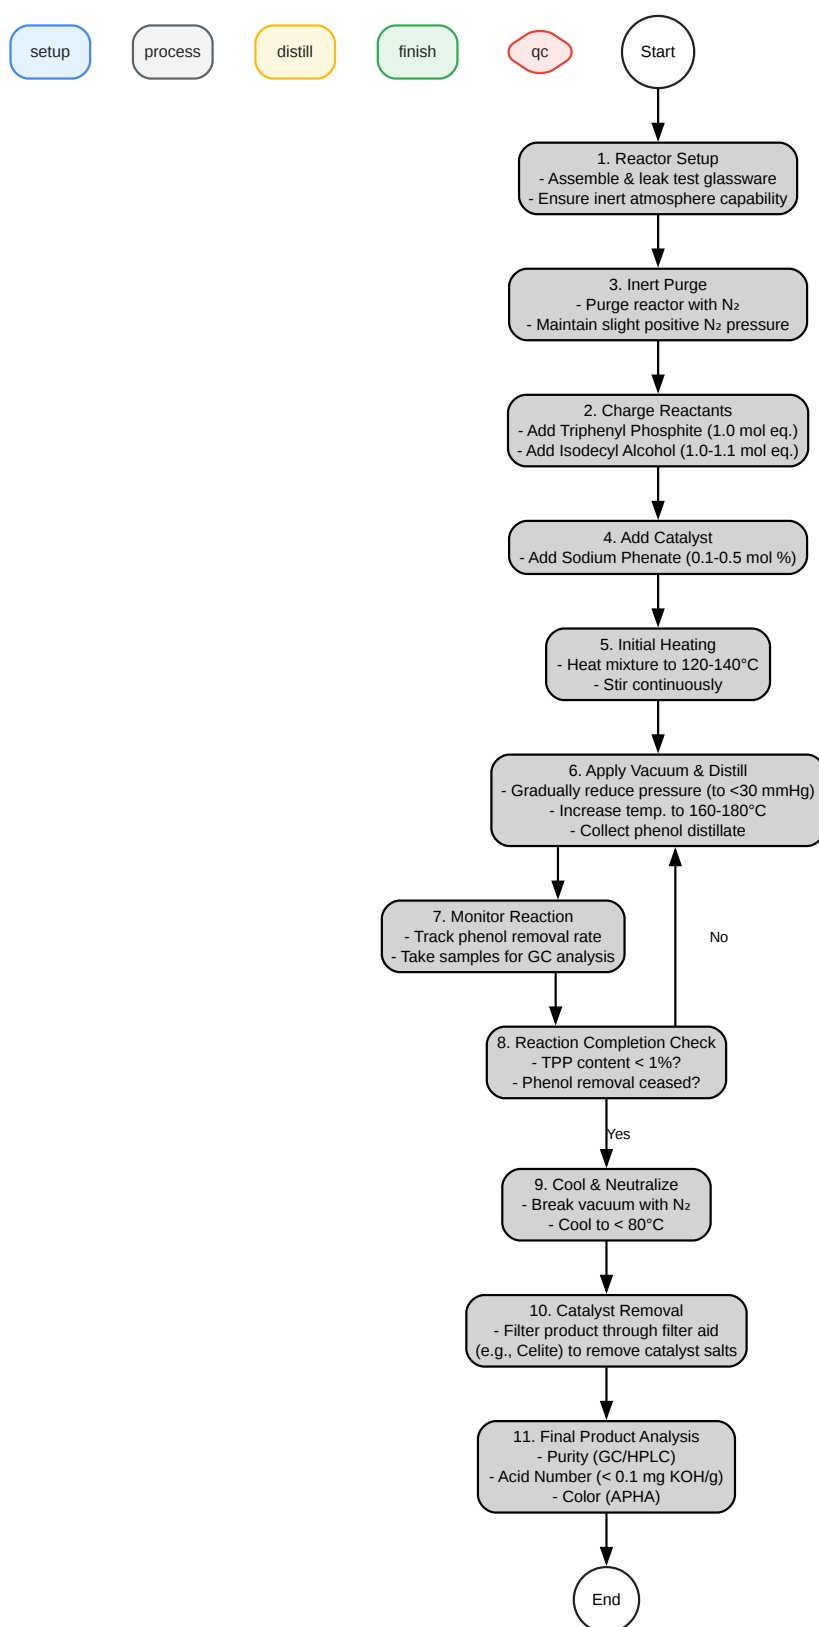 setup
process
distill
finish
qc
Start
1. Reactor Setup
- Assemble & leak test glassware
- Ensure inert atmosphere capability
3. Inert Purge
- Purge reactor with N₂
- Maintain slight positive N₂ pressure
2. Charge Reactants
- Add Triphenyl Phosphite (1.0 mol eq.)
- Add Isodecyl Alcohol (1.0-1.1 mol eq.)
4. Add Catalyst
- Add Sodium Phenate (0.1-0.5 mol %)
5. Initial Heating
- Heat mixture to 120-140°C
- Stir continuously
6. Apply Vacuum & Distill
- Gradually reduce pressure (to <30 mmHg)
- Increase temp. to 160-180°C
- Collect phenol distillate
7. Monitor Reaction
- Track phenol removal rate
- Take samples for GC analysis
No
8. Reaction Completion Check
- TPP content < 1%?
- Phenol removal ceased?
Yes
9. Cool & Neutralize
- Break vacuum with N₂
- Cool to < 80°C
10. Catalyst Removal
- Filter product through filter aid
(e.g., Celite) to remove catalyst salts
11. Final Product Analysis
- Purity (GC/HPLC)
- Acid Number (< 0.1 mg KOH/g)
- Color (APHA)
End